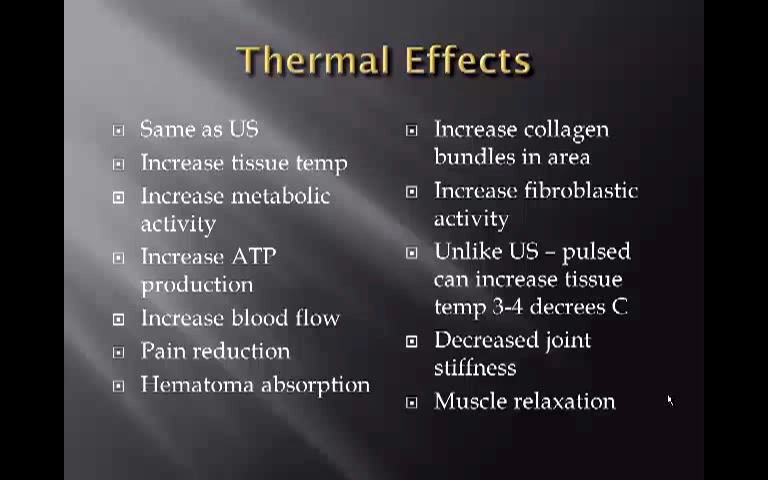 Thermal Effects
Same as US
Increase tissue temp
Increase metabolic
activity
Increase ATP
production
Increase blood flow
Pain reduction
Hematoma absorption
Increase collagen
bundles in area
Increase fibroblastic
activity
Unlike US – pulsed
can increase tissue
temp 3-4 decrees C
Decreased joint
stiffness
Muscle relaxation